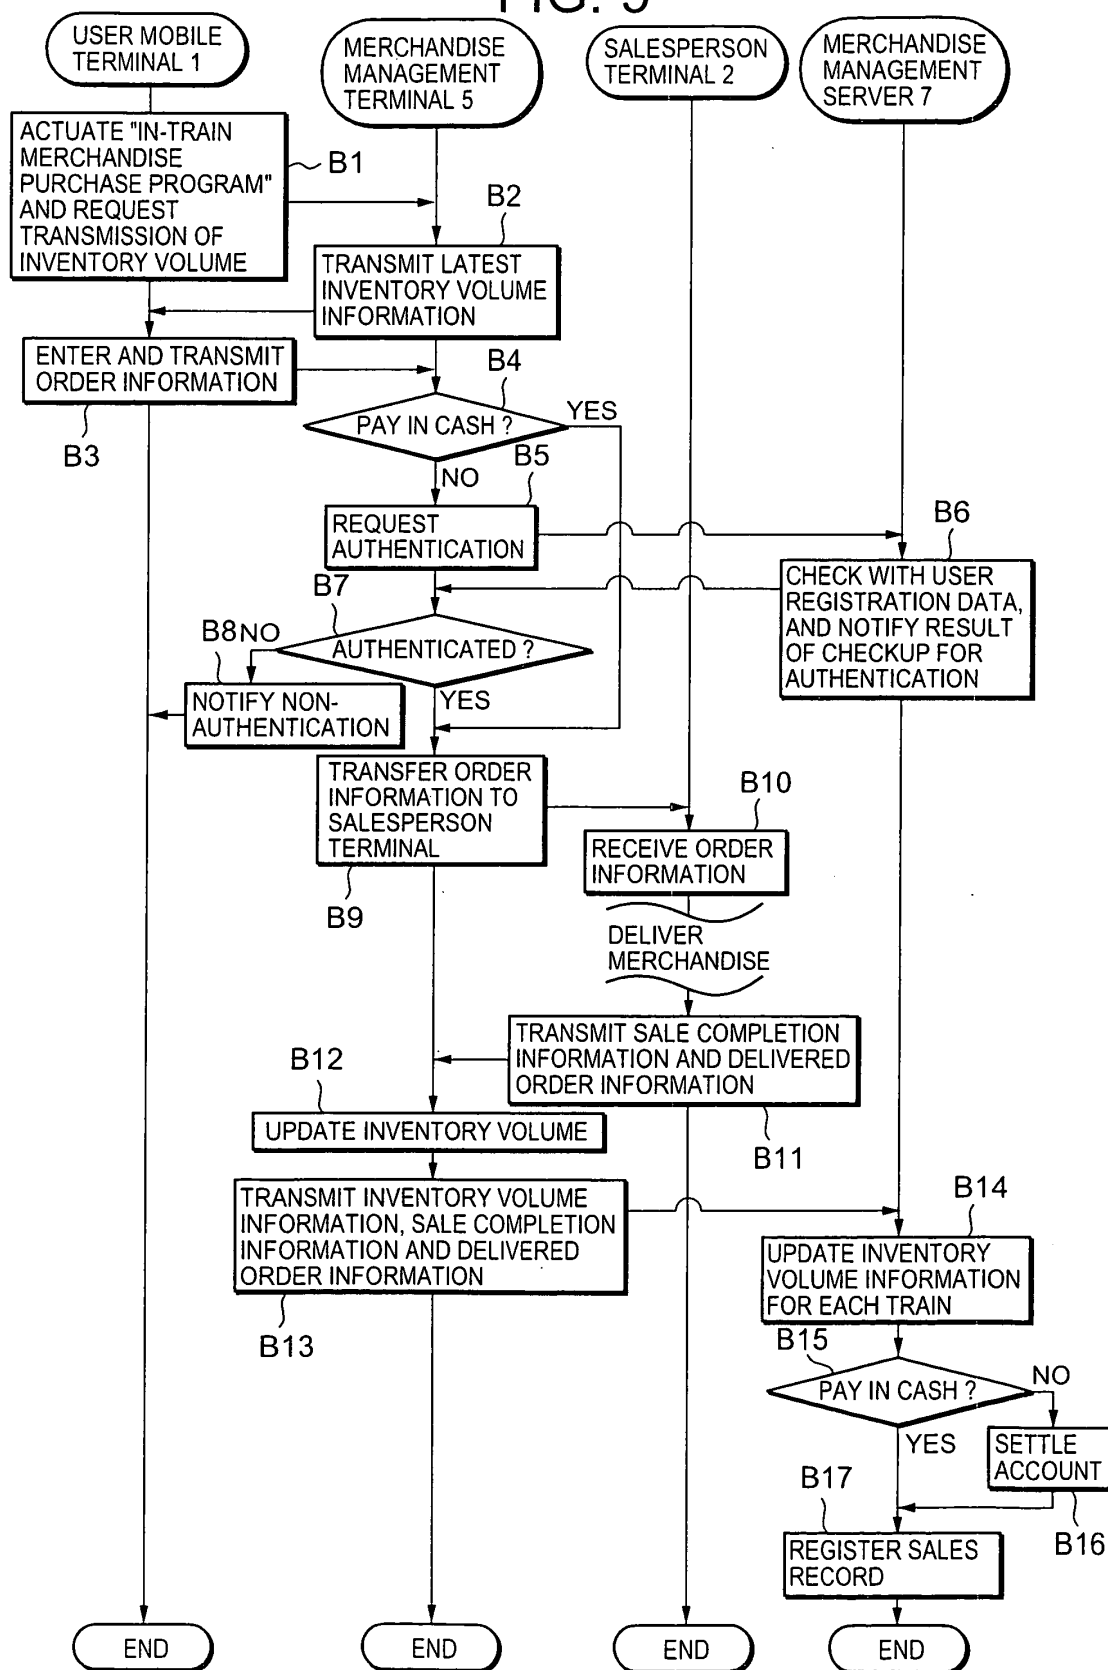 USER MOBILE
TERMINAL 1
MERCHANDISE
MANAGEMENT
TERMINAL 5
SALESPERSON
TERMINAL 2
MERCHANDISE
MANAGEMENT
SERVER 7
ACTUATE "IN-TRAIN
MERCHANDISE
PURCHASE PROGRAM"
AND REQUEST
TRANSMISSION OF
INVENTORY VOLUME
B1
B2
TRANSMIT LATEST
INVENTORY VOLUME
INFORMATION
ENTER AND TRANSMIT
ORDER INFORMATION
B3
B4
PAY IN CASH ?
YES
NO
B5
REQUEST
AUTHENTICATION
B6
CHECK WITH USER
REGISTRATION DATA,
AND NOTIFY RESULT
OF CHECKUP FOR
AUTHENTICATION
B7
AUTHENTICATED ?
B8
NO
YES
NOTIFY NON-
AUTHENTICATION
TRANSFER ORDER
INFORMATION TO
SALESPERSON
TERMINAL
B9
B10
RECEIVE ORDER
INFORMATION
DELIVER
MERCHANDISE
TRANSMIT SALE COMPLETION
INFORMATION AND DELIVERED
ORDER INFORMATION
B11
B12
UPDATE INVENTORY VOLUME
TRANSMIT INVENTORY VOLUME
INFORMATION, SALE COMPLETION
INFORMATION AND DELIVERED
ORDER INFORMATION
B13
B14
UPDATE INVENTORY
VOLUME INFORMATION
FOR EACH TRAIN
B15
PAY IN CASH ?
NO
YES
SETTLE
ACCOUNT
B16
B17
REGISTER SALES
RECORD
END
END
END
END